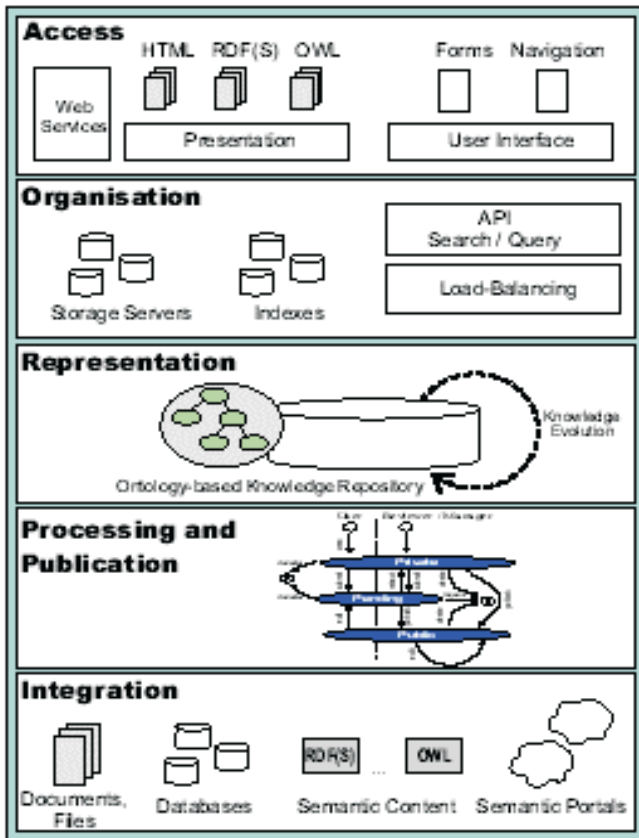 Access
HTML RDF(S) OWL
Forms Navigation
Web
Services
Presentation
User Interface
Organisation
API
Search / Query
Load-Balancing
Storage Servers
Indexes
Representation
Knowledge
Evolution
Ontology-based Knowledge Repository
Processing and
Publication
Private
Pending
Public
Integration
RDF(S) ... OWL
Documents,
Files
Databases
Semantic Content
Semantic Portals